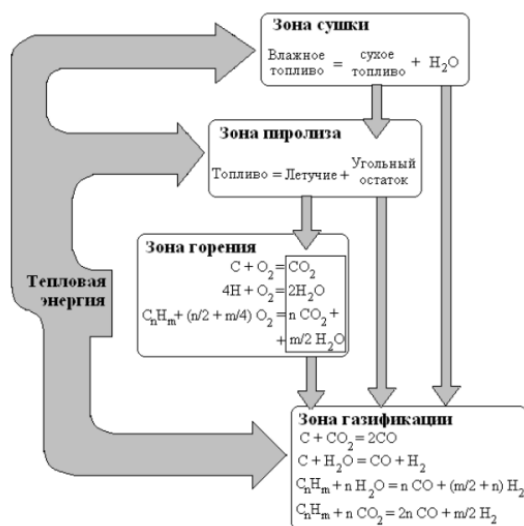 Зона сушки
Влажное топливо = сухое топливо + H₂O
Зона пиролиза
Топливо = Летучие + Угольный остаток
Зона горения
C + O₂ = CO₂
4H + O₂ = 2H₂O
CₙHₘ + (n/2 + m/4) O₂ = n CO₂ +
+ m/2 H₂O
Тепловая
энергия
Зона газификации
C + CO₂ = 2CO
C + H₂O = CO + H₂
CₙHₘ + n H₂O = n CO + (m/2 + n) H₂
CₙHₘ + n CO₂ = 2n CO + m/2 H₂